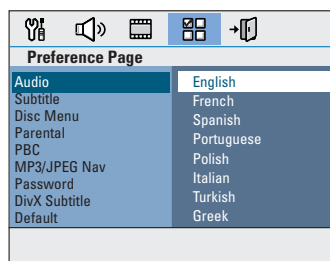 Preference Page
Audio
Subtitle
Disc Menu
Parental
PBC
MP3/JPEG Nav
Password
DivX Subtitle
Default
English
French
Spanish
Portuguese
Polish
Italian
Turkish
Greek